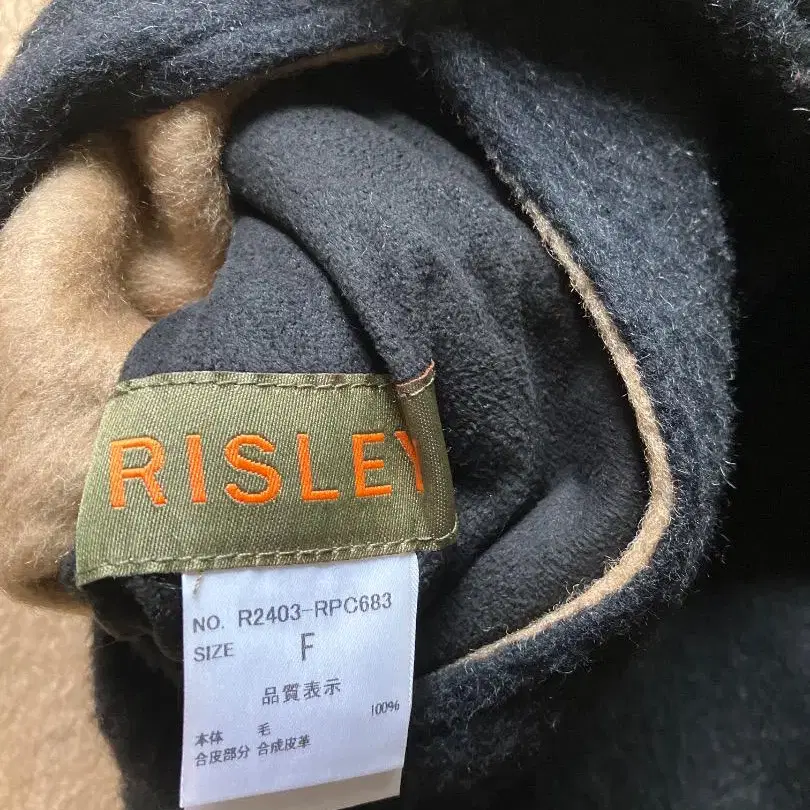 RISLEY
NO. R2403-RPC683
SIZE F
品質表示
本体 毛 100%
合皮部分 合成皮革